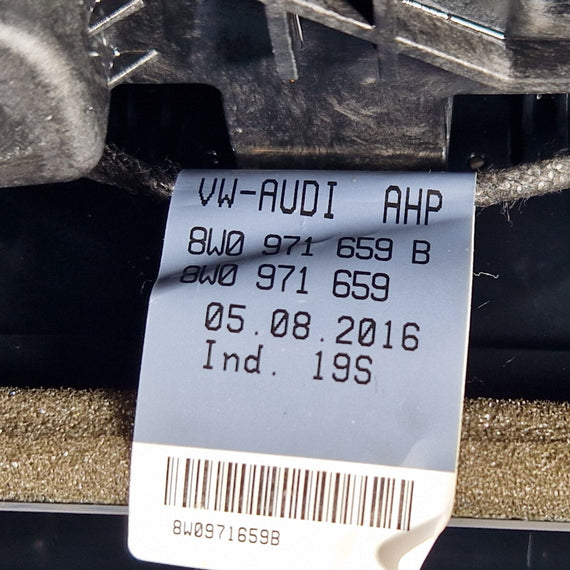 VW-AUDI AHP
8W0 971 659 B
8W0 971 659
05.08.2016
Ind. 19S
8W0971659B